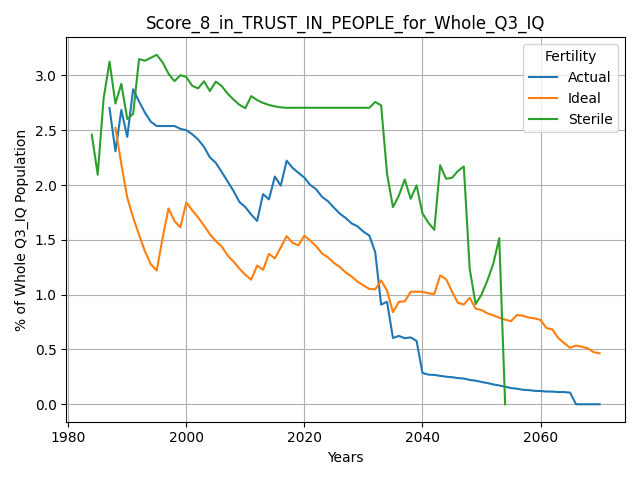 Score_8_in_TRUST_IN_PEOPLE_for_Whole_Q3_IQ
% of Whole Q3_IQ Population
3.0
2.5
2.0
1.5
1.0
0.5
0.0
Fertility
Actual
Ideal
Sterile
1980 2000 2020 2040 2060
Years